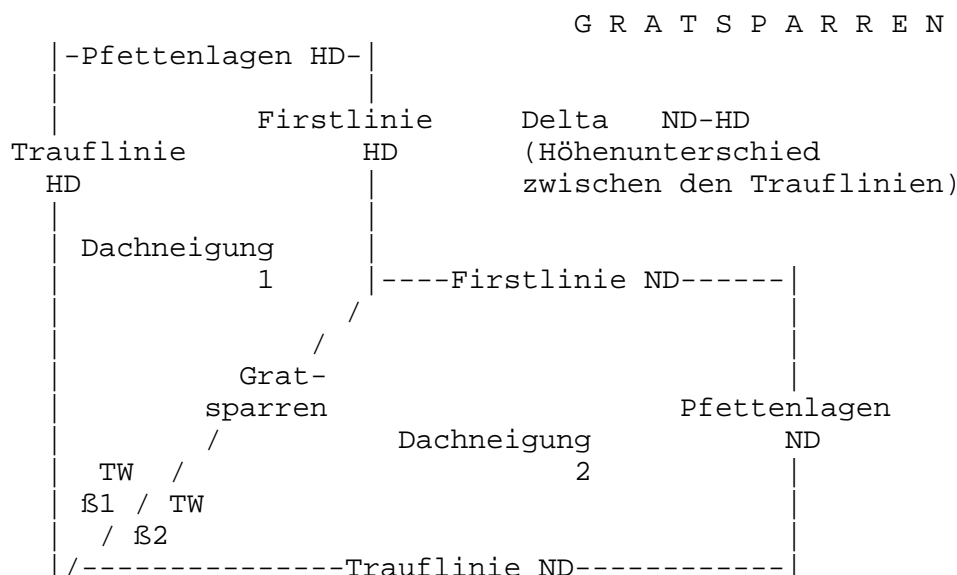 G R A T S P A R R E N
|-Pfettenlagen HD-|
Firstlinie Delta ND-HD
Trauflinie HD (Höhenunterschied
HD zwischen den Trauflinien)
Dachneigung
1 |----Firstlinie ND------|
Grat-
sparren Pfettenlagen
Dachneigung ND
TW / 2
ß1 / TW
/ ß2
|/---------------Trauflinie ND------------|